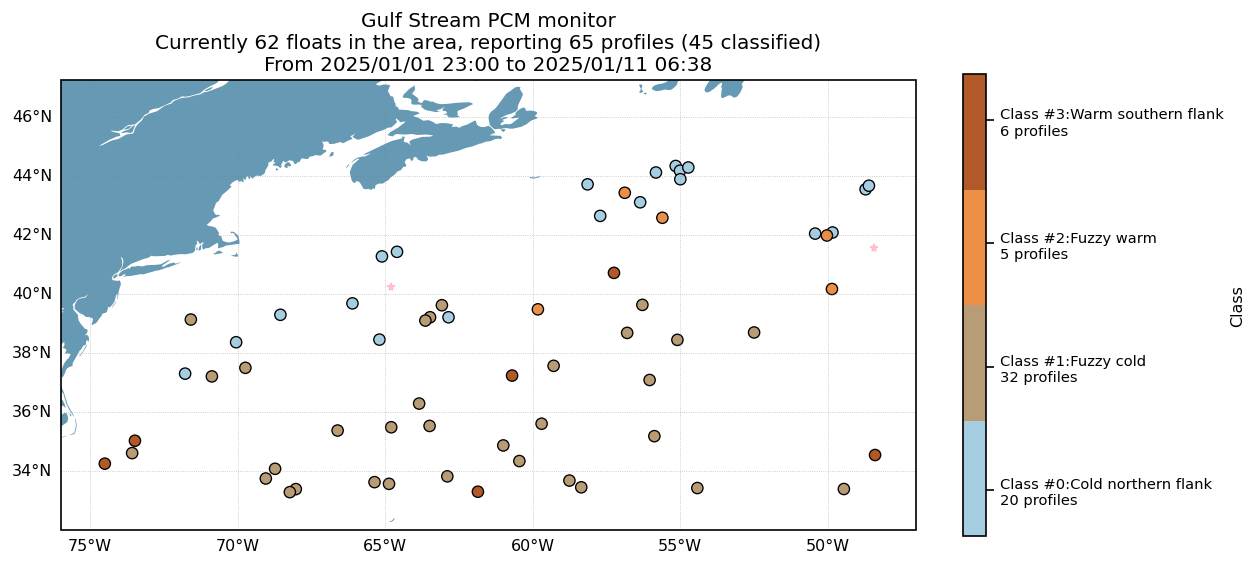 Gulf Stream PCM monitor
Currently 62 floats in the area, reporting 65 profiles (45 classified)
From 2025/01/01 23:00 to 2025/01/11 06:38
46°N
44°N
42°N
40°N
38°N
36°N
34°N
75°W
70°W
65°W
60°W
55°W
50°W
Class #3:Warm southern flank
6 profiles
Class #2:Fuzzy warm
5 profiles
Class #1:Fuzzy cold
32 profiles
Class #0:Cold northern flank
20 profiles
Class